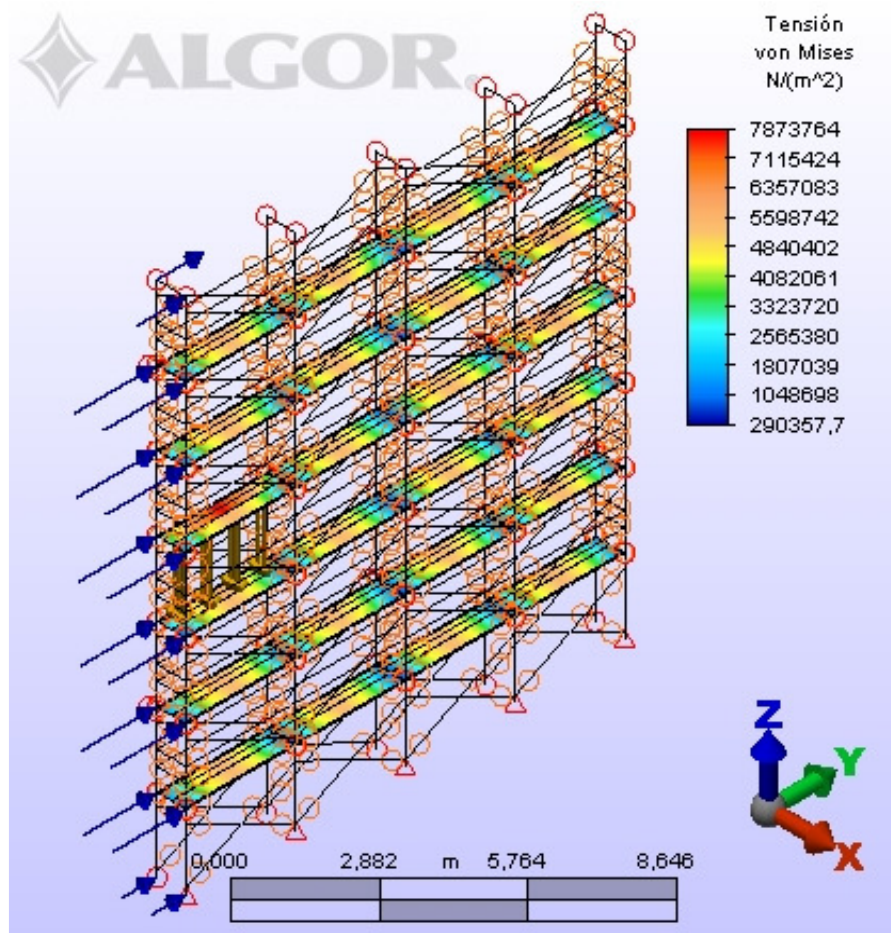 ALGOR
Tensión
von Mises
N/(m^2)
7873764
7115424
6357083
5598742
4840402
4082061
3323720
2565380
1807039
1048698
290357,7
Z
Y
X
0,000 2,882 m 5,764 8,646